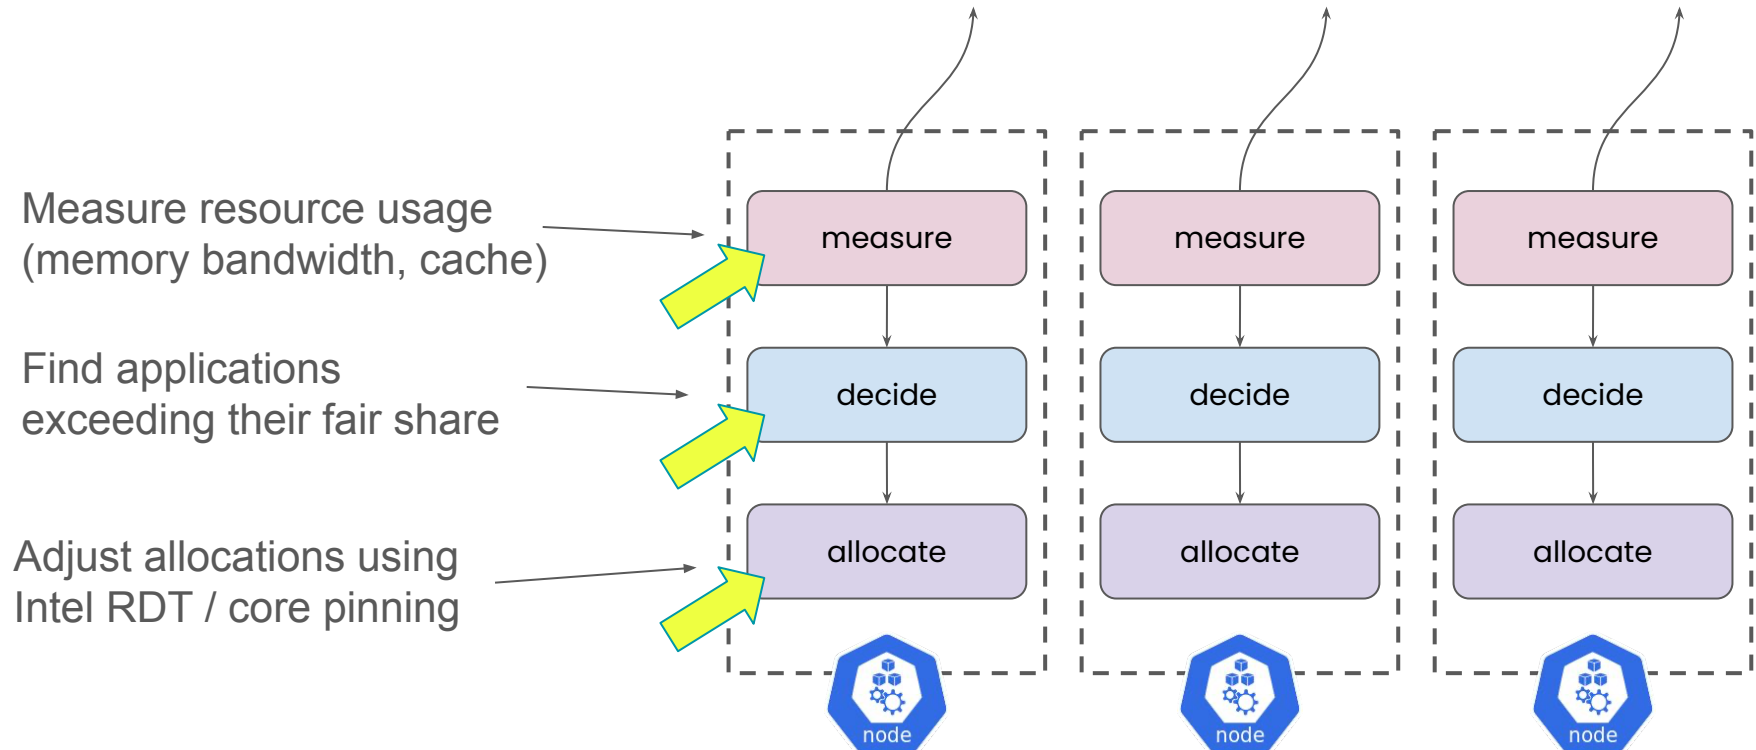 Measure resource usage
(memory bandwidth, cache)
Find applications
exceeding their fair share
Adjust allocations using
Intel RDT / core pinning
measure
decide
allocate
node
measure
decide
allocate
node
measure
decide
allocate
node